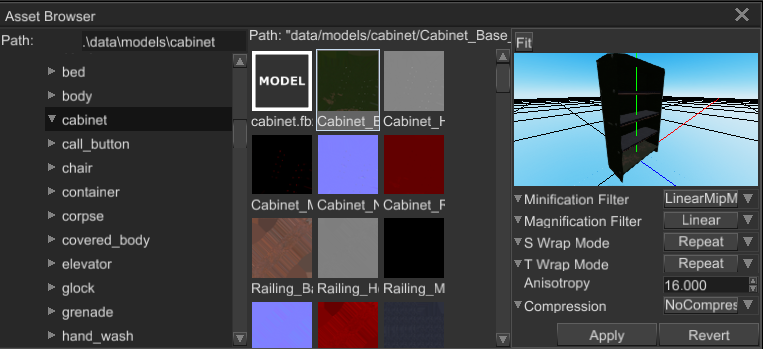 Asset Browser
Path: .\data\models\cabinet
Path: "data/models/cabinet/Cabinet_Base_
Fit
bed
body
cabinet
call_button
chair
container
corpse
covered_body
elevator
glock
grenade
hand_wash
MODEL
cabinet.fb
Cabinet_B
Cabinet_H
Cabinet_M
Cabinet_N
Cabinet_R
Railing_Ba
Railing_He
Railing_M
Minification Filter LinearMipM
Magnification Filter Linear
S Wrap Mode Repeat
T Wrap Mode Repeat
Anisotropy 16.000
Compression NoCompres
Apply Revert